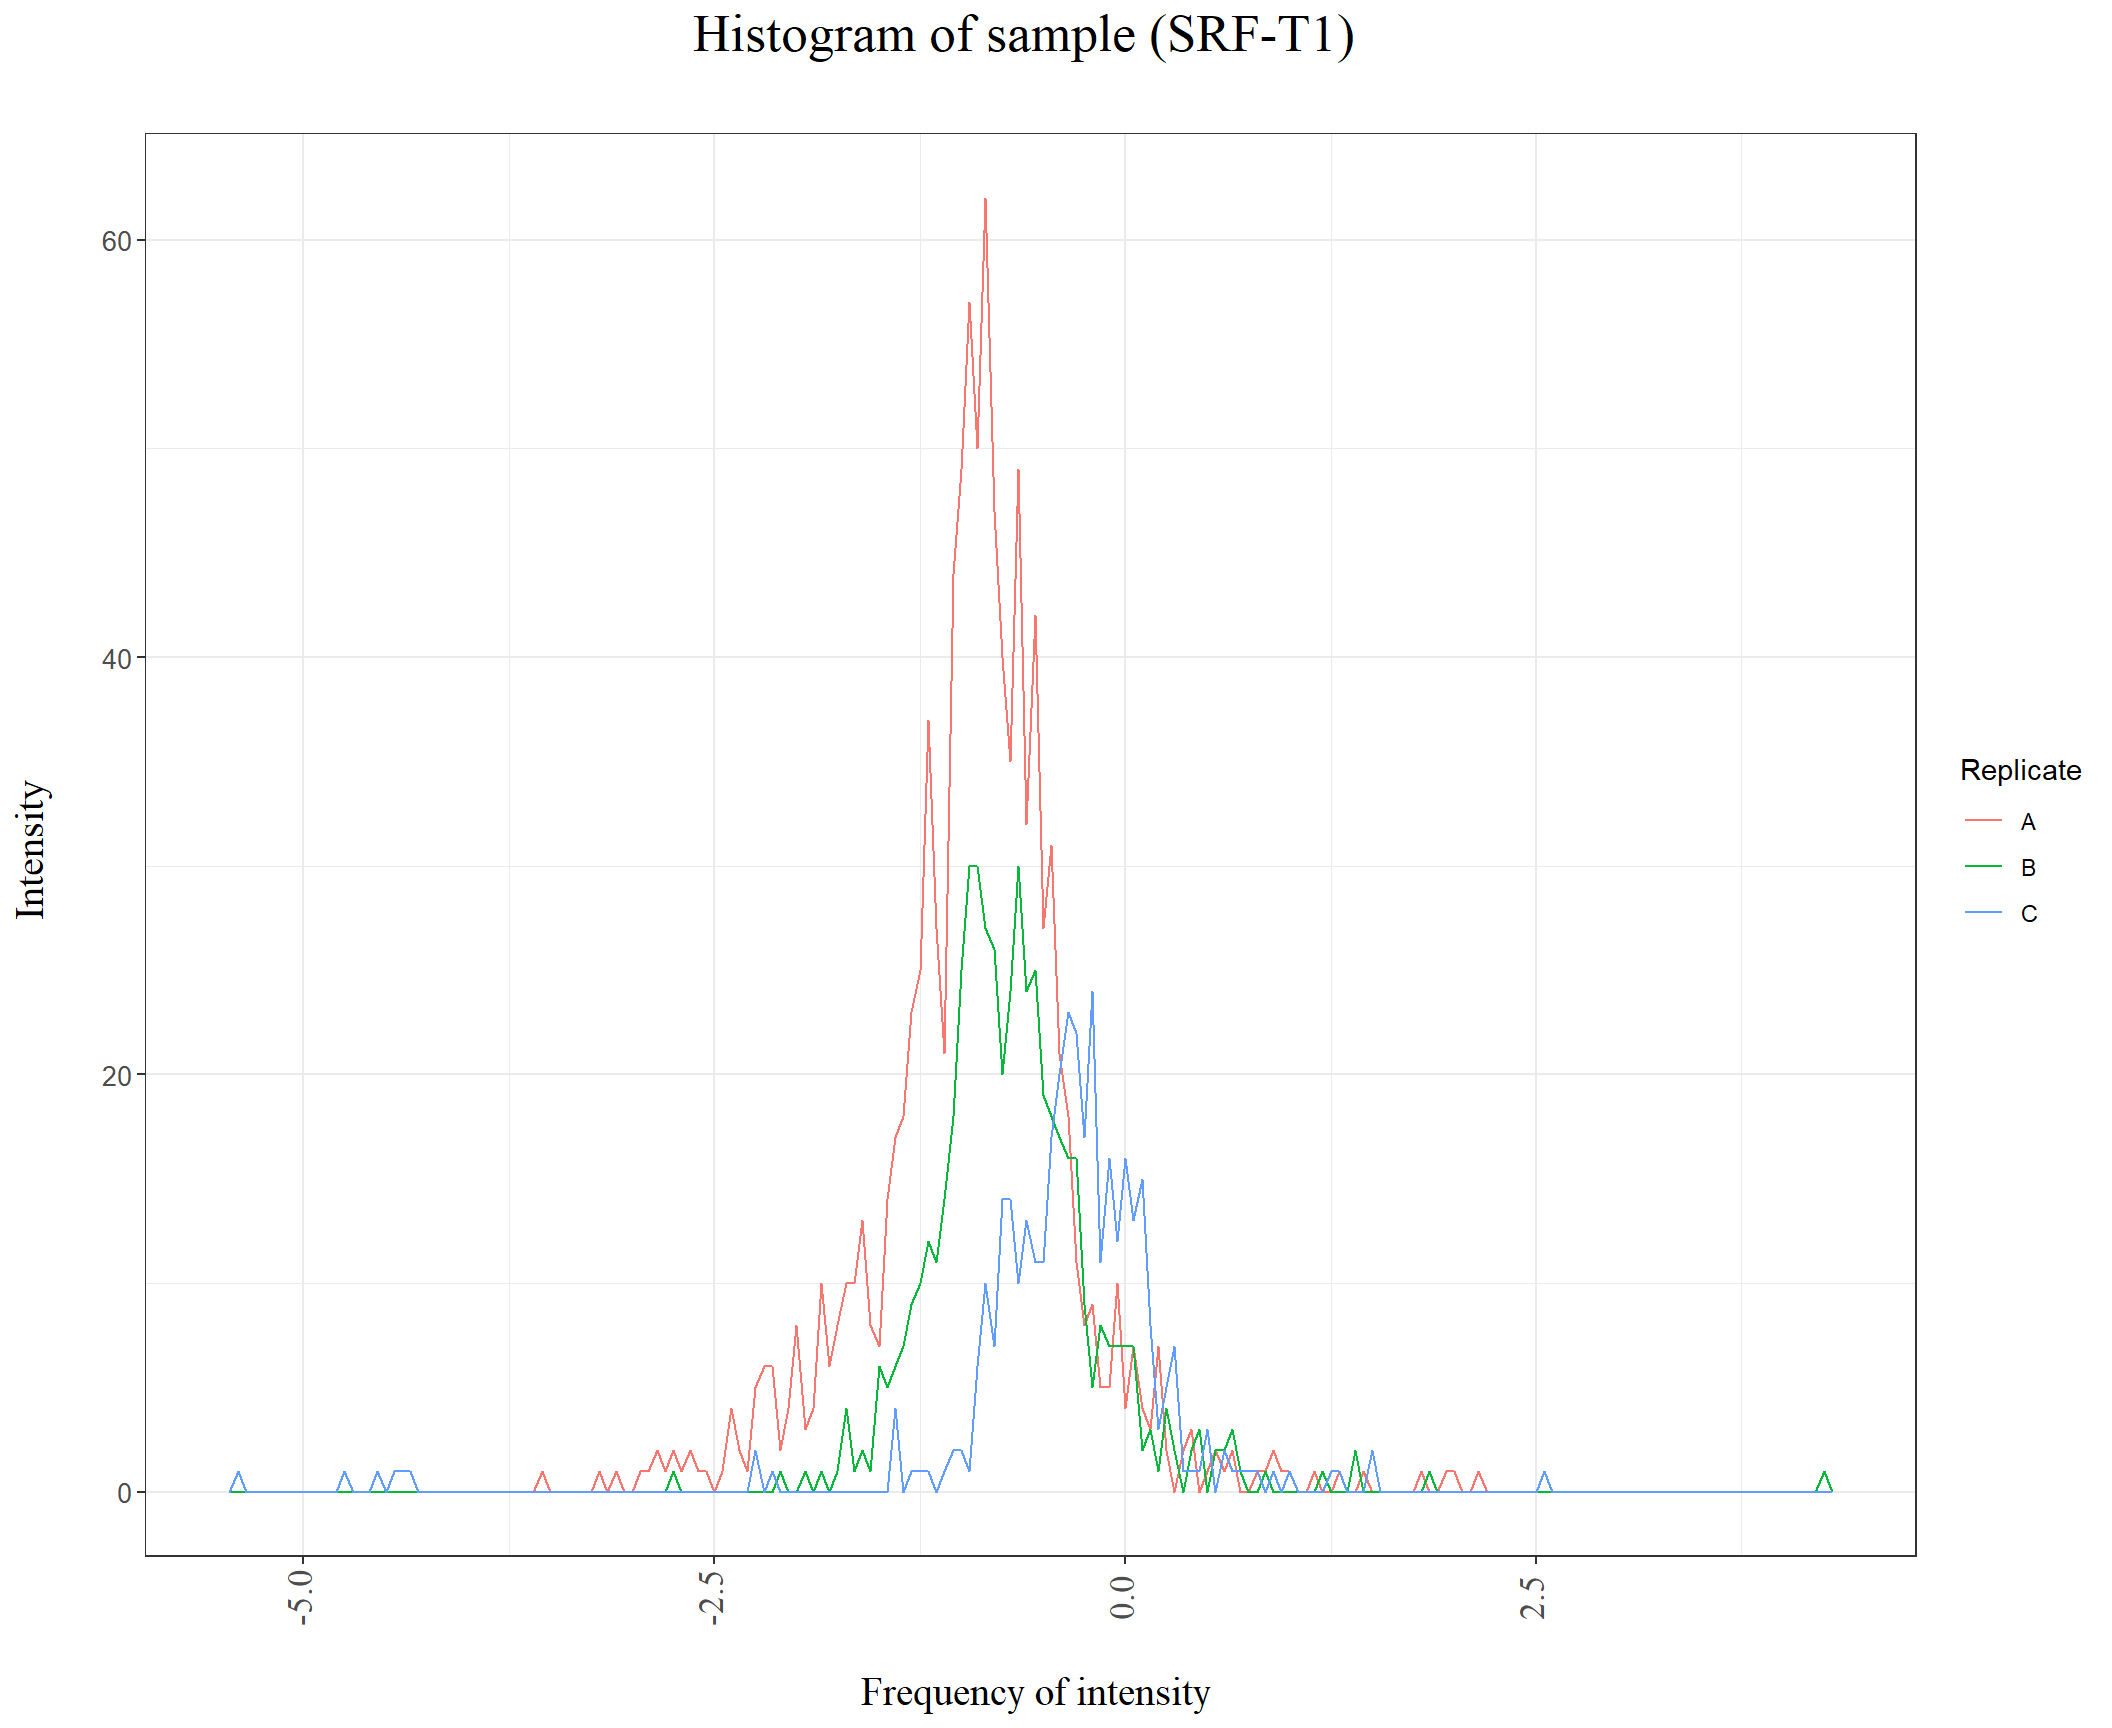 Histogram of sample (SRF-T1)
60
40
20
0
Intensity
-5.0
-2.5
0.0
2.5
Frequency of intensity
Replicate
A
B
C